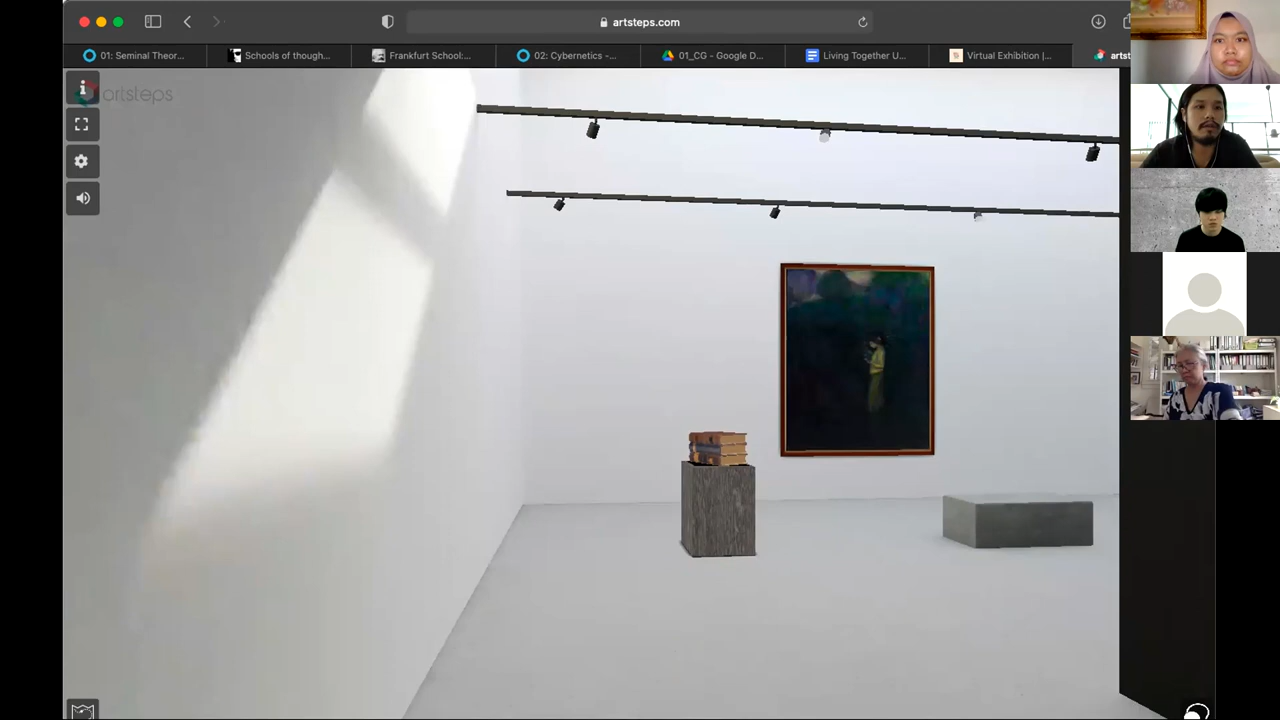 artsteps.com
01: Seminal Theor...
Schools of though...
Frankfurt School:...
02: Cybernetics -...
01_CG - Google D...
Living Together U...
Virtual Exhibition |...
artst
i
artsteps